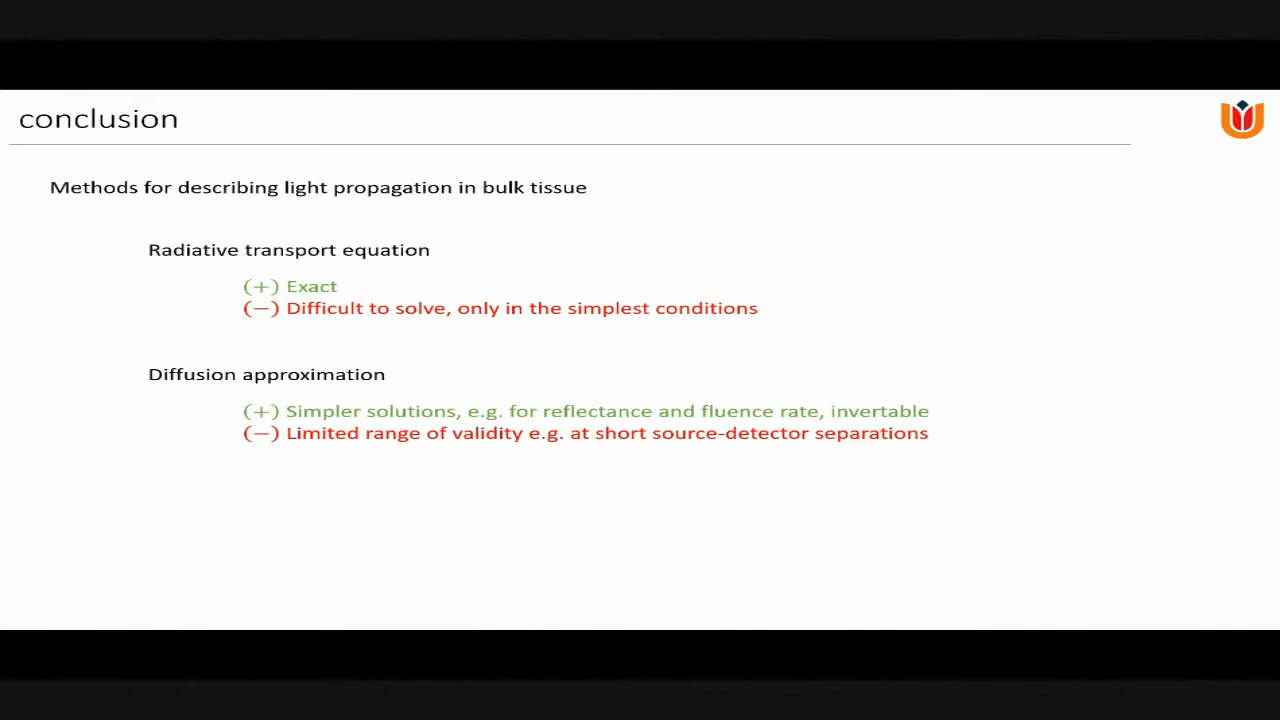 conclusion
Methods for describing light propagation in bulk tissue
Radiative transport equation
(+) Exact
(−) Difficult to solve, only in the simplest conditions
Diffusion approximation
(+) Simpler solutions, e.g. for reflectance and fluence rate, invertable
(−) Limited range of validity e.g. at short source-detector separations